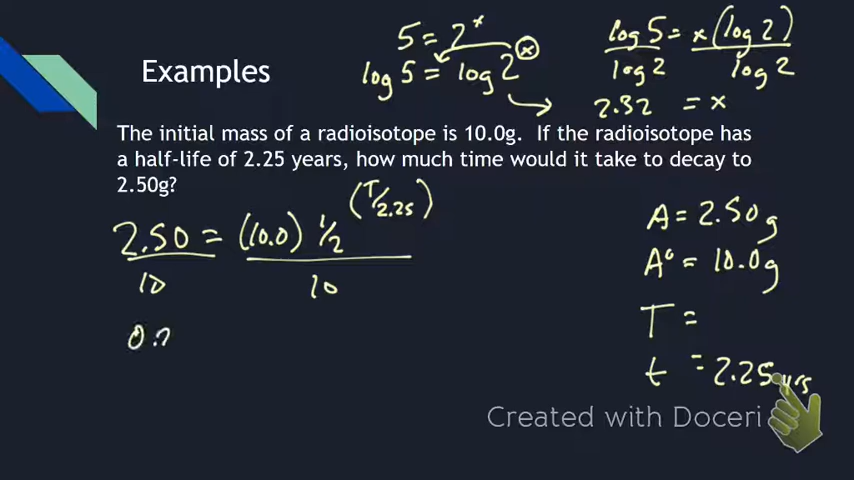 5 = 2^x
log 5 = log 2^x
log 5 = x (log 2)
log 2 log 2
2.32 = x
Examples
The initial mass of a radioisotope is 10.0g. If the radioisotope has
a half-life of 2.25 years, how much time would it take to decay to
2.50g?
2.50 = (10.0) 1/2 (T/2.25)
10 10
0.2
A = 2.50g
A° = 10.0g
T =
t = 2.25 yrs
Created with Doceri